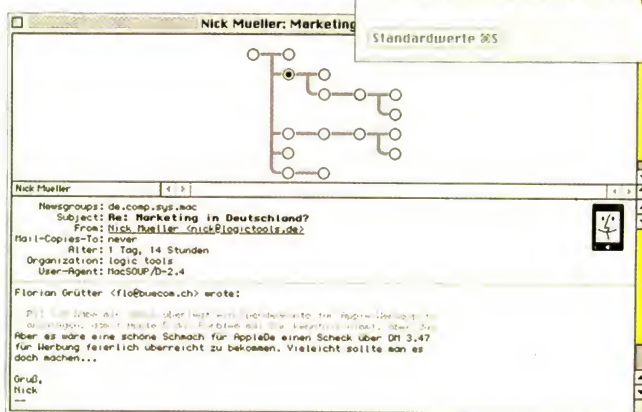 Nick Mueller: Marketing
Standardwerte ⌘S
Nick Mueller
Newsgroups: de.comp.sys.mac
Subject: Re: Marketing in Deutschland?
From: Nick Mueller <nick@logictools.de>
Mail-Copies-To: never
Alter: 1 Tag, 14 Stunden
Organization: logic tools
User-Agent: MacSOUP/D-2.4
Florian Grütter <flo@buecom.ch> wrote:
Aber es wäre eine schöne Schmach für AppleDe einen Scheck über DM 3.47
für Werbung feierlich überreicht zu bekommen. Vieleicht sollte man es
doch machen...
Gruß,
Nick
--